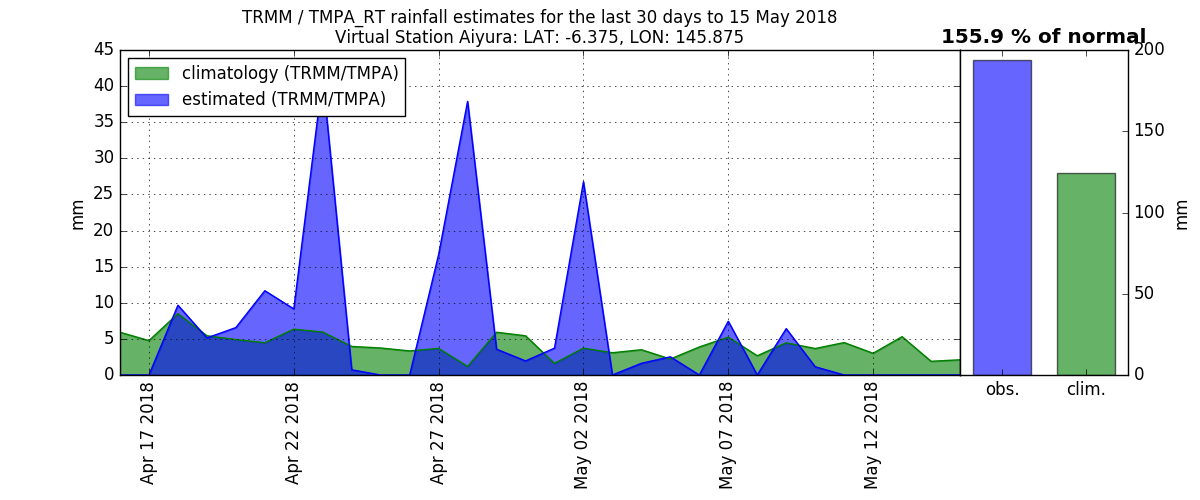 TRMM / TMPA_RT rainfall estimates for the last 30 days to 15 May 2018
Virtual Station Aiyura: LAT: -6.375, LON: 145.875
155.9 % of normal
climatology (TRMM/TMPA)
estimated (TRMM/TMPA)
mm
45
40
35
30
25
20
15
10
5
0
Apr 17 2018
Apr 22 2018
Apr 27 2018
May 02 2018
May 07 2018
May 12 2018
200
150
100
50
0
mm
obs.
clim.